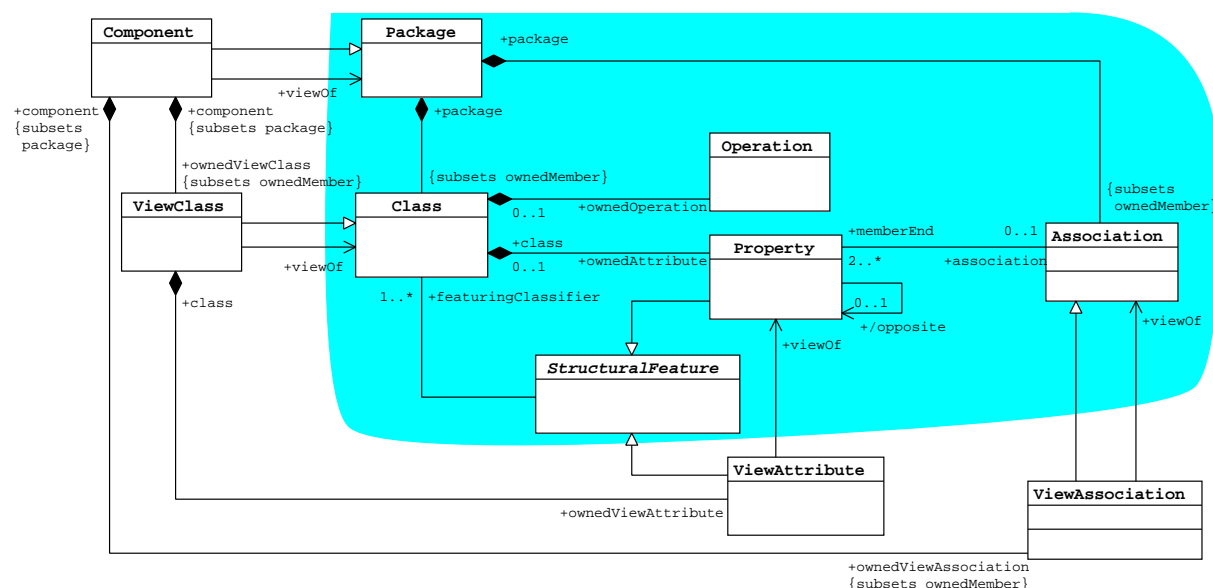 Component
Package
+package
+viewOf
+component
{subsets
package}
+component
{subsets package}
+package
Operation
+ownedViewClass
{subsets ownedMember}
{subsets ownedMember}
{subsets
ownedMember}
ViewClass
Class
0..1
+ownedOperation
+viewOf
+class
0..1
+ownedAttribute
Property
+memberEnd
0..1
2..*
+association
Association
+class
1..*
+featuringClassifier
0..1
+/opposite
+viewOf
+viewOf
StructuralFeature
ViewAttribute
+ownedViewAttribute
ViewAssociation
+ownedViewAssociation
{subsets ownedMember}